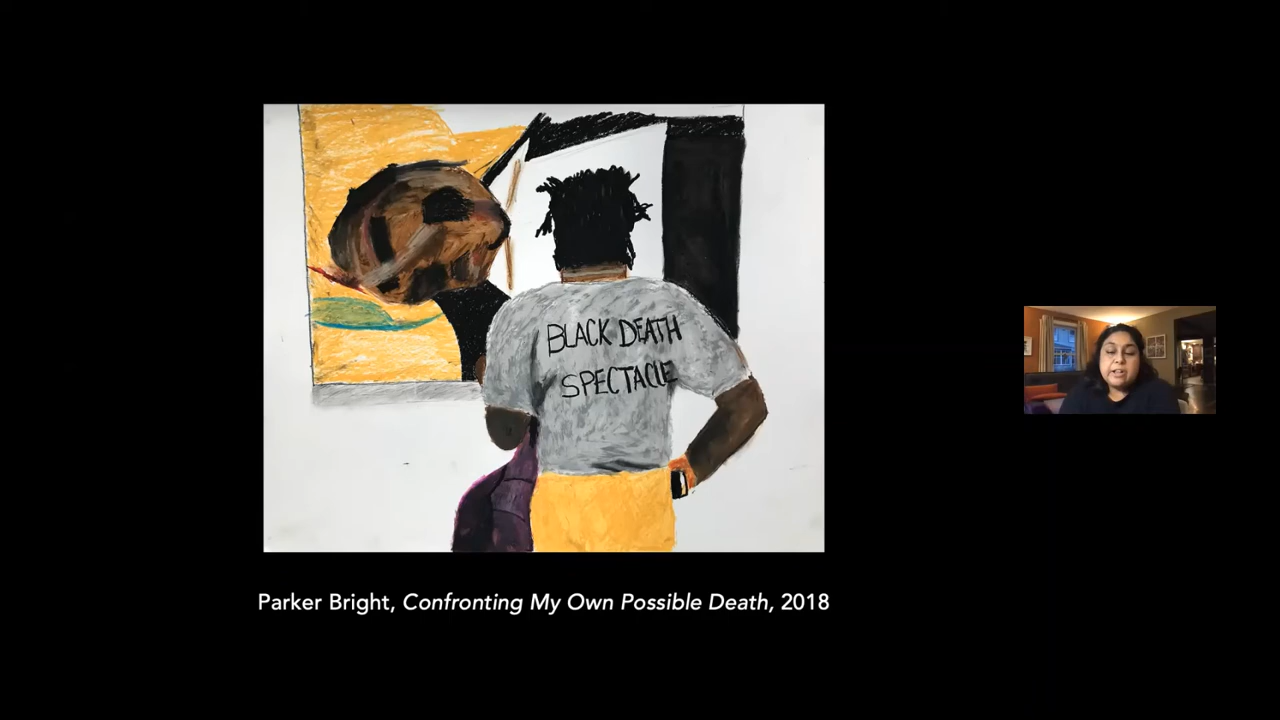 BLACK DEATH
SPECTACLE
Parker Bright, Confronting My Own Possible Death, 2018